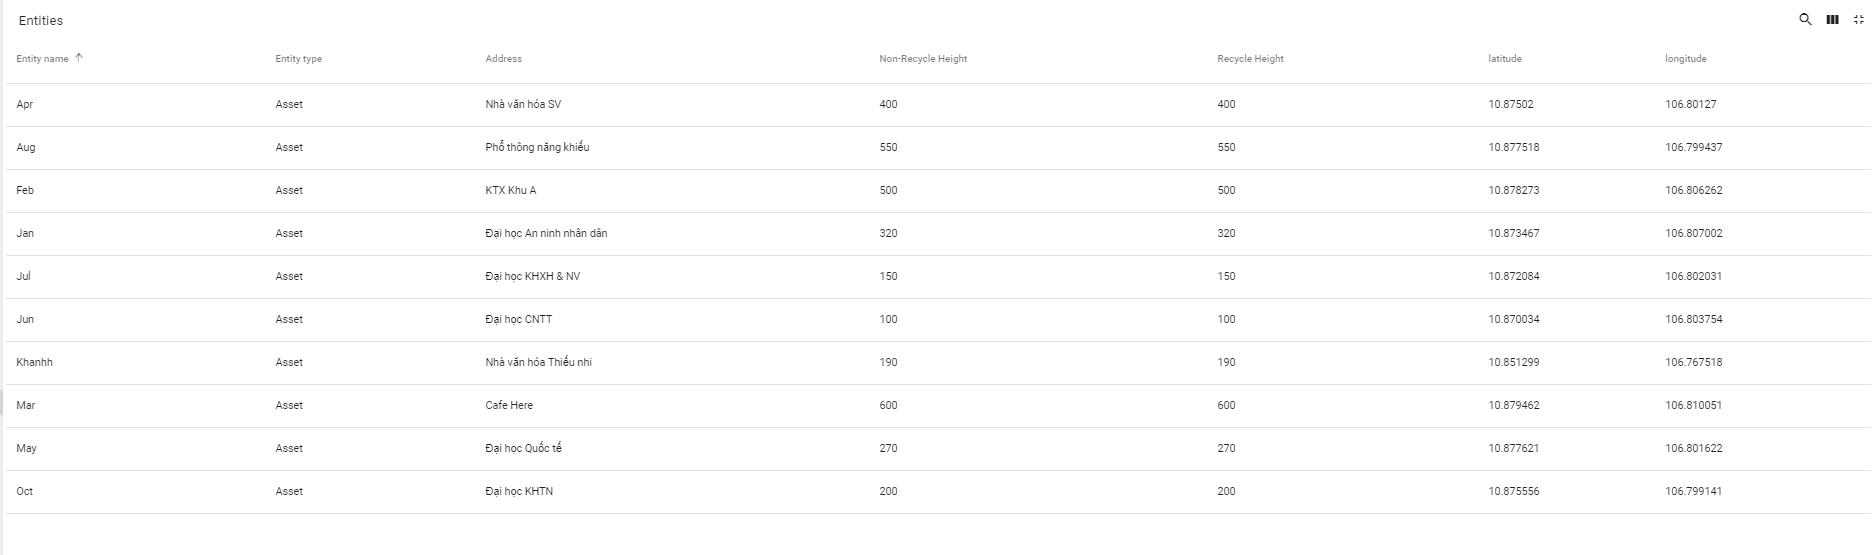 Entities
Entity name Entity type Address Non-Recycle Height Recycle Height latitude longitude
Apr Asset Nhà văn hóa SV 400 400 10.87502 106.80127
Aug Asset Phổ thông năng khiếu 550 550 10.877518 106.799437
Feb Asset KTX Khu A 500 500 10.878273 106.806262
Jan Asset Đại học An ninh nhân dân 320 320 10.873467 106.807002
Jul Asset Đại học KHXH & NV 150 150 10.872084 106.802031
Jun Asset Đại học CNTT 100 100 10.870034 106.803754
Khanhh Asset Nhà văn hóa Thiếu nhi 190 190 10.851299 106.767518
Mar Asset Cafe Here 600 600 10.879462 106.810051
May Asset Đại học Quốc tế 270 270 10.877621 106.801622
Oct Asset Đại học KHTN 200 200 10.875556 106.799141